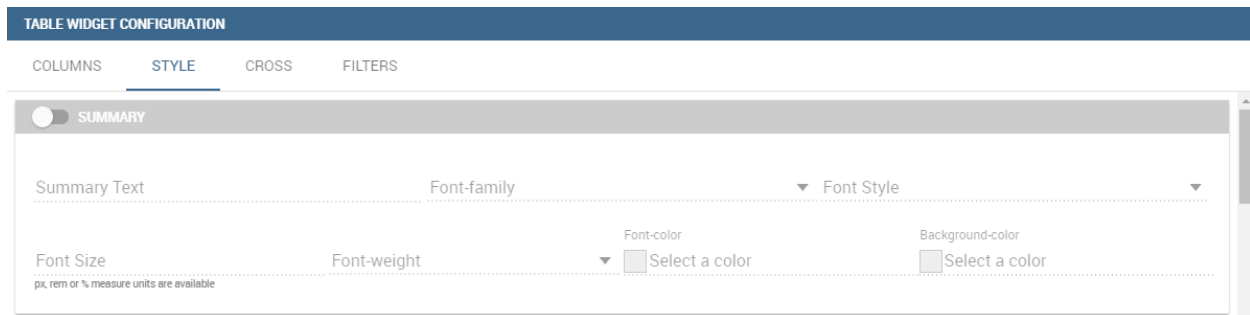 TABLE WIDGET CONFIGURATION
COLUMNS STYLE CROSS FILTERS
SUMMARY
Summary Text Font-family Font Style
Font-color Background-color
Font Size Font-weight Select a color Select a color
px, rem or % measure units are available